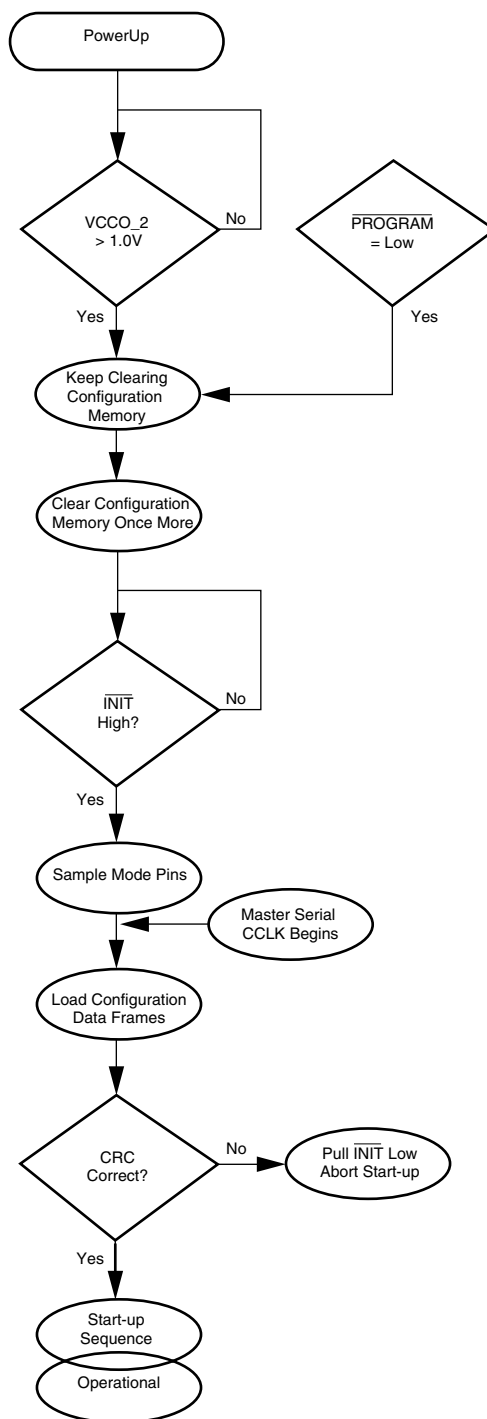 PowerUp
VCCO_2
> 1.0V
No
PROGRAM
= Low
Yes
Yes
Keep Clearing
Configuration
Memory
Clear Configuration
Memory Once More
INIT
High?
No
Yes
Sample Mode Pins
Master Serial
CCLK Begins
Load Configuration
Data Frames
CRC
Correct?
No
Pull INIT Low
Abort Start-up
Yes
Start-up
Sequence
Operational